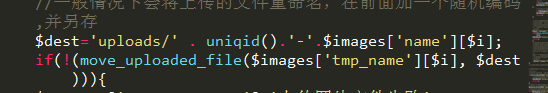 //一般情况下会将上传的文件重命名，在前面加一个随机编码
,并另存
$dest='uploads/' . uniqid().'-'.$images['name'][$i];
if(!(move_uploaded_file($images['tmp_name'][$i], $dest
))){